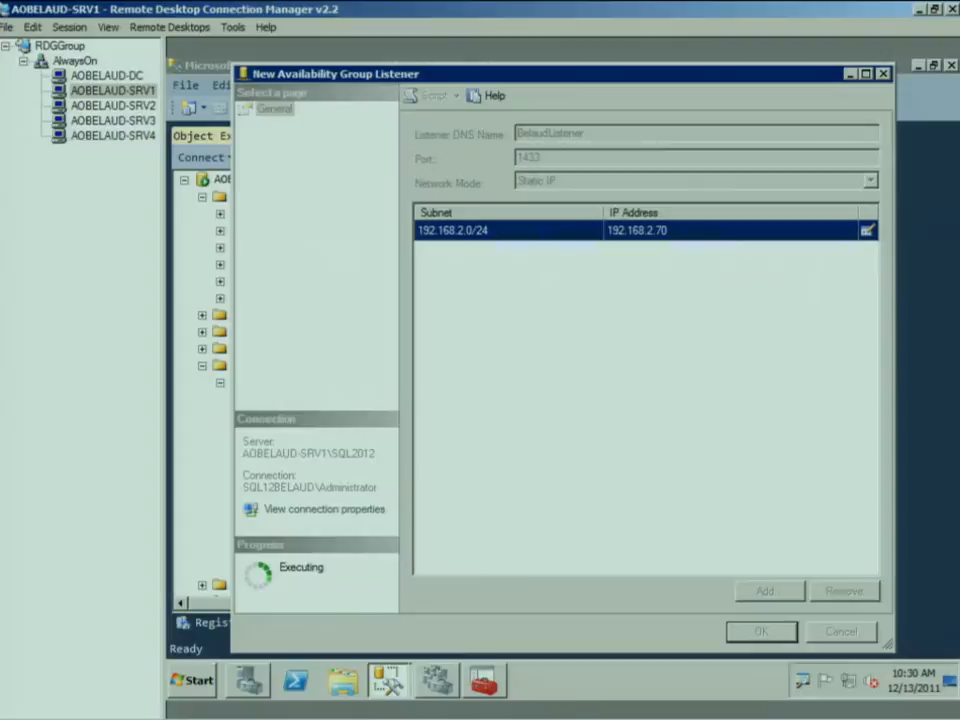 AOBELAUD-SRV1 - Remote Desktop Connection Manager v2.2
File Edit Session View Remote Desktops Tools Help
RDGGroup
AlwaysOn
AOBELAUD-DC
AOBELAUD-SRV1
AOBELAUD-SRV2
AOBELAUD-SRV3
AOBELAUD-SRV4
Microso
File Edi
Object Ex
Connect
AO
Regis
Ready
New Availability Group Listener
Select a page
General
Script Help
Listener DNS Name: BelaudListener
Port: 1433
Network Mode: Static IP
Subnet IP Address
192.168.2.0/24 192.168.2.70
Connection
Server:
AOBELAUD-SRV1\SQL2012
Connection:
SQL12BELAUD\Administrator
View connection properties
Progress
Executing
Add Remove
OK Cancel
Start
10:30 AM
12/13/2011